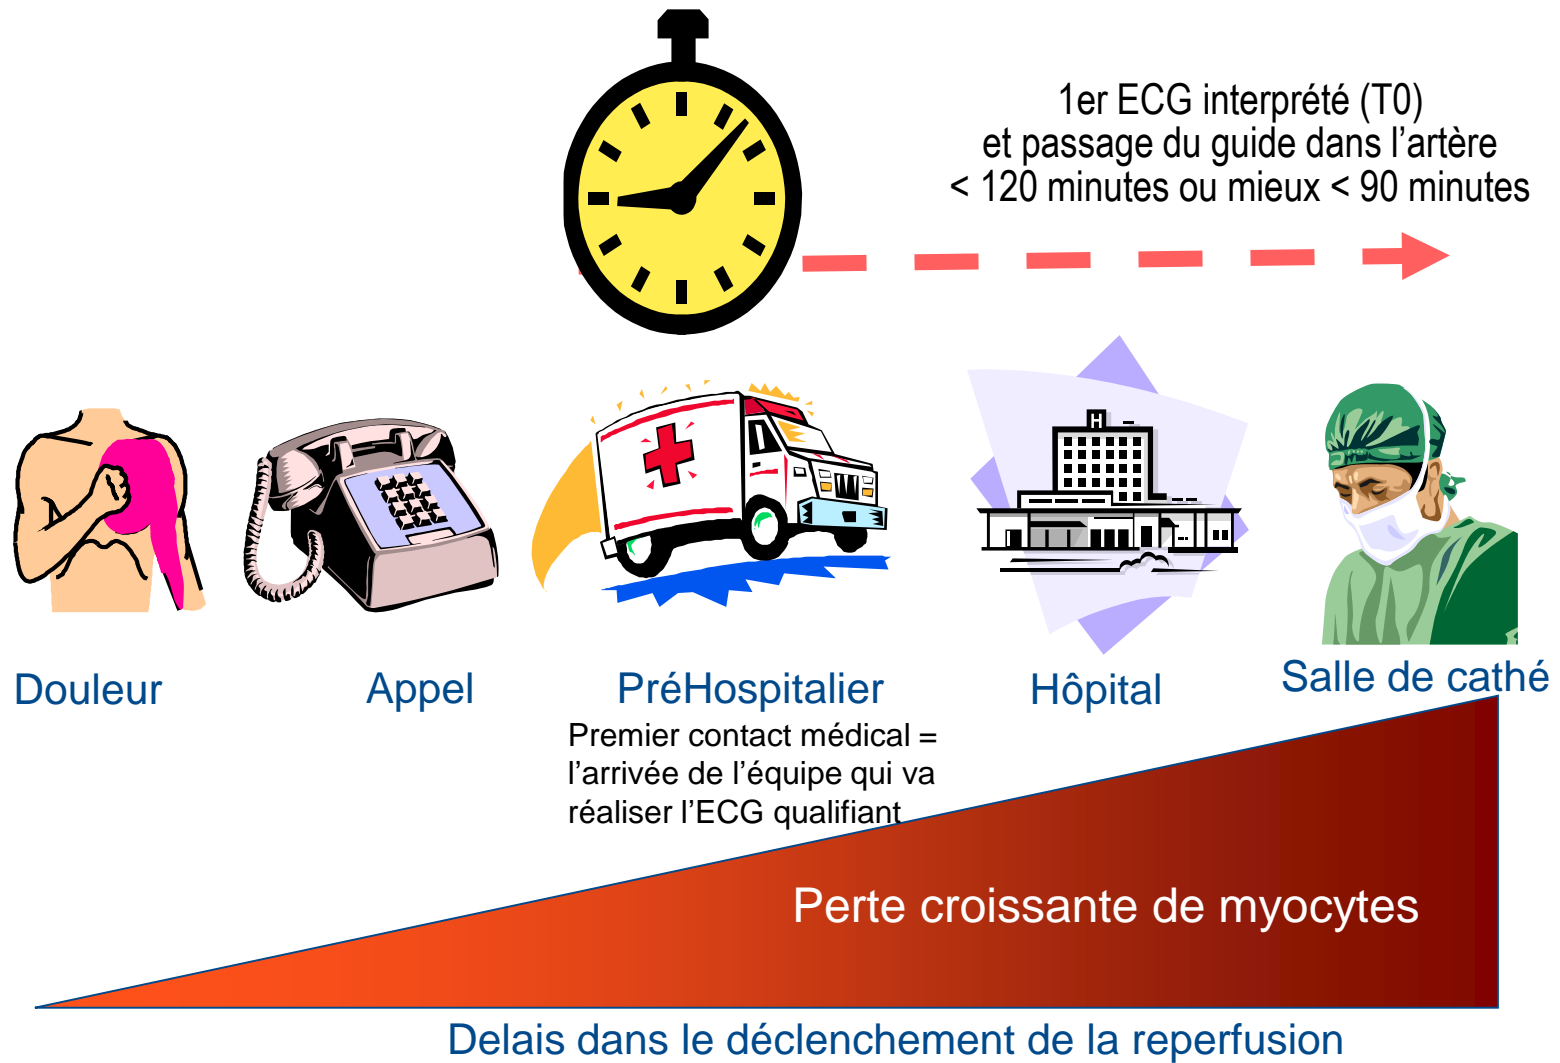 1er ECG interprété (T0)
et passage du guide dans l'artère
< 120 minutes ou mieux < 90 minutes
H
Douleur
Appel
PréHospitalier
Hôpital
Salle de cathé
Premier contact médical =
l'arrivée de l'équipe qui va
réaliser l'ECG qualifiant
Perte croissante de myocytes
Delais dans le déclenchement de la reperfusion